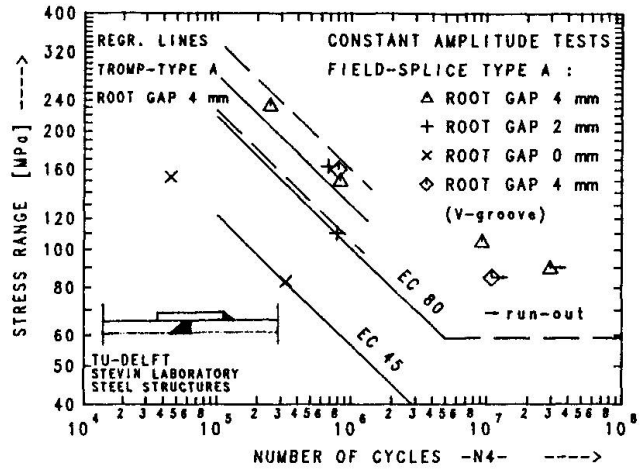 REGR. LINES
TROMP-TYPE A
ROOT GAP 4 mm
CONSTANT AMPLITUDE TESTS
FIELD-SPLICE TYPE A :
△ ROOT GAP 4 mm
+ ROOT GAP 2 mm
× ROOT GAP 0 mm
◇ ROOT GAP 4 mm
(V-groove)
→ run-out
EC 80
EC 45
TU-DELFT
STEVIN LABORATORY
STEEL STRUCTURES
STRESS RANGE [MPa] ---->
400
300
240
200
160
120
100
80
60
50
40
10^4 2 3 4 5 6 8 10^5 2 3 4 5 6 8 10^6 2 3 4 5 6 8 10^7 2 3 4 5 6 8 10^8
NUMBER OF CYCLES -N4- ---->